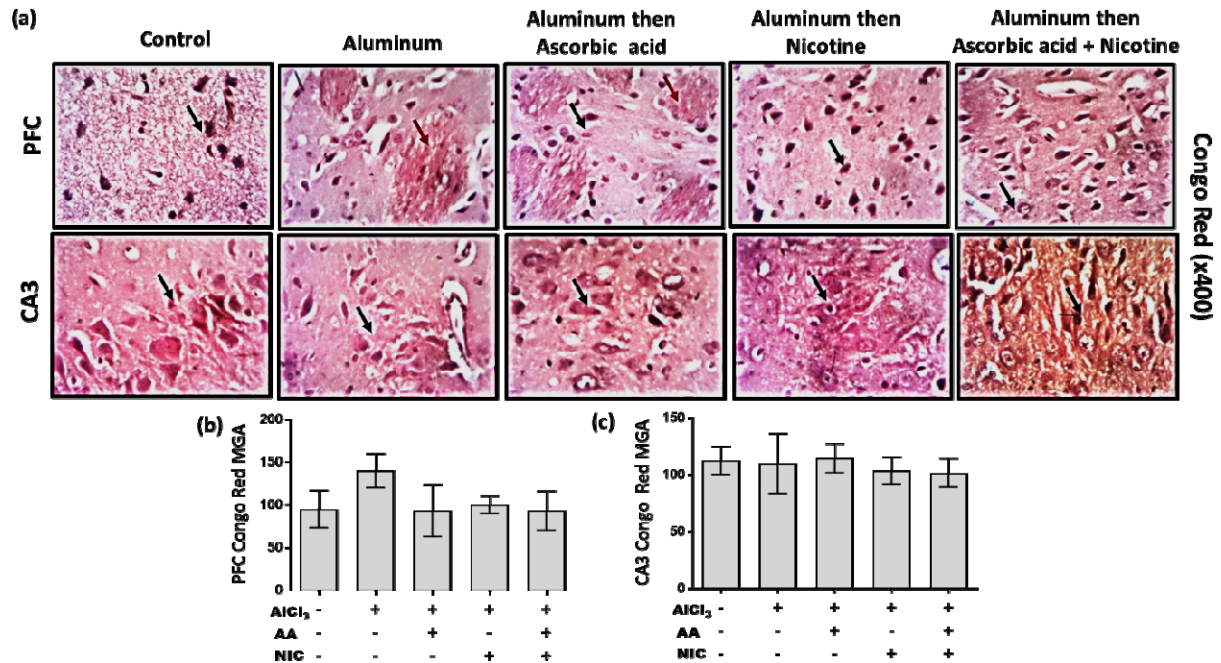 (a)
Control
Aluminum
Aluminum then
Ascorbic acid
Aluminum then
Nicotine
Aluminum then
Ascorbic acid + Nicotine
PFC
CA3
Congo Red (x400)
(b)
PFC Congo Red MGA
200
150
100
50
0
AlCl₃ - + + + +
AA - - + - +
NIC - - - + +
(c)
CA3 Congo Red MGA
150
100
50
0
AlCl₃ - + + + +
AA - - + - +
NIC - - - + +